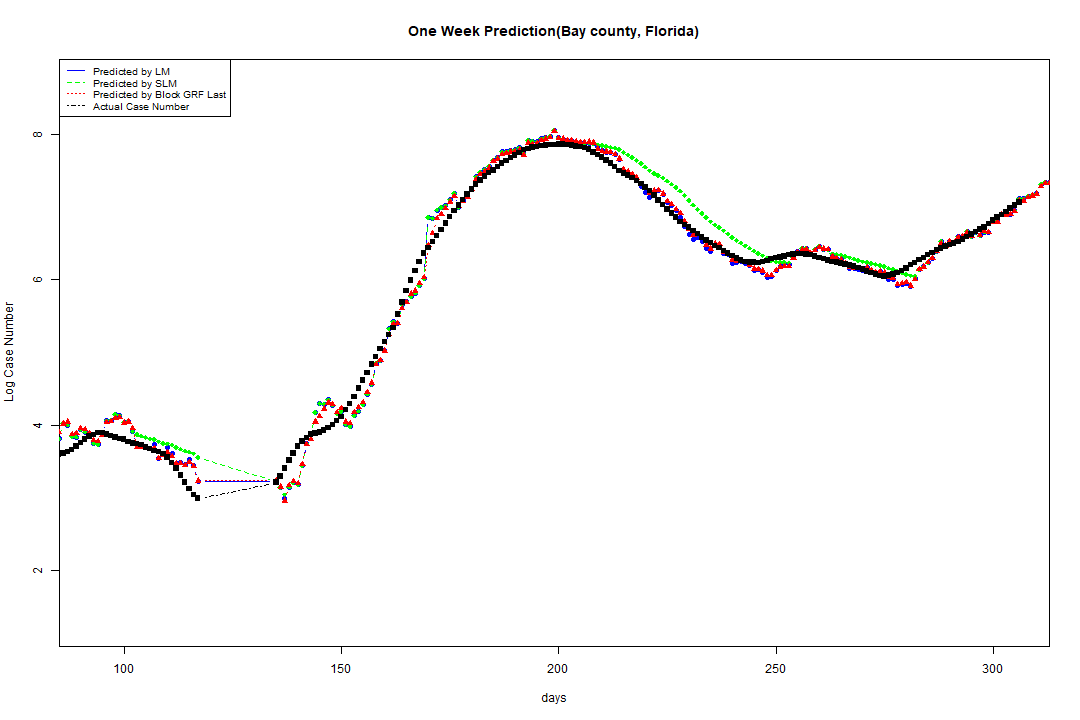 One Week Prediction(Bay county, Florida)
Predicted by LM
Predicted by SLM
Predicted by Block GRF Last
Actual Case Number
8
6
4
2
Log Case Number
100 150 200 250 300
days